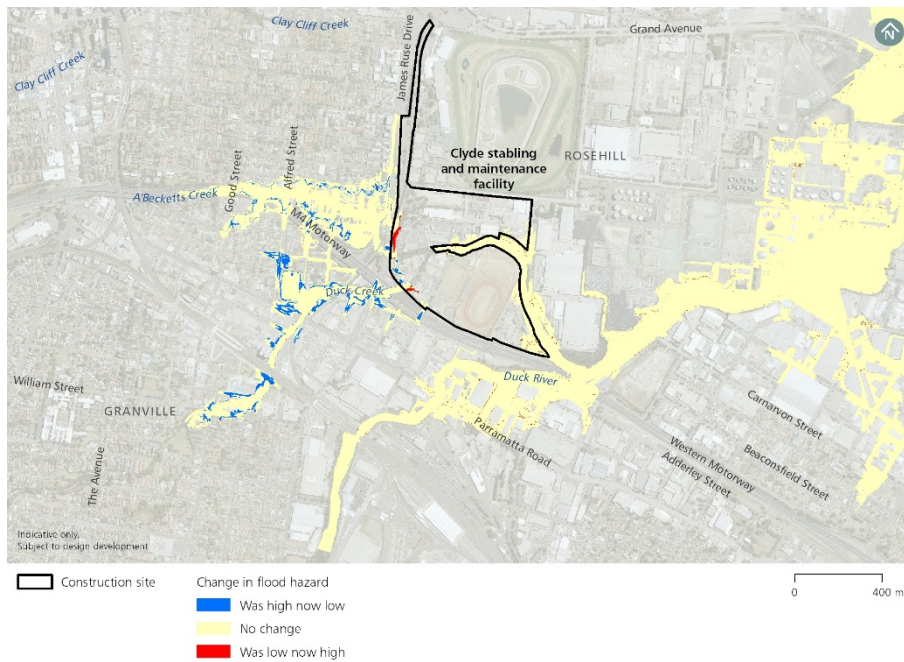 Clay Cliff Creek
Clay Cliff Creek
Clay Cliff Creek
James Ruse Drive
Grand Avenue
N
Clyde stabling
and maintenance
facility
ROSEHILL
Good Street
Alfred Street
A'Becketts Creek
M4 Motorway
Duck Creek
Duck River
William Street
GRANVILLE
The Avenue
Parramatta Road
Western Motorway
Adderley Street
Carnarvon Street
Beaconsfield Street
Indicative only.
Subject to design development
Construction site
Change in flood hazard
Was high now low
No change
Was low now high
0
400 m